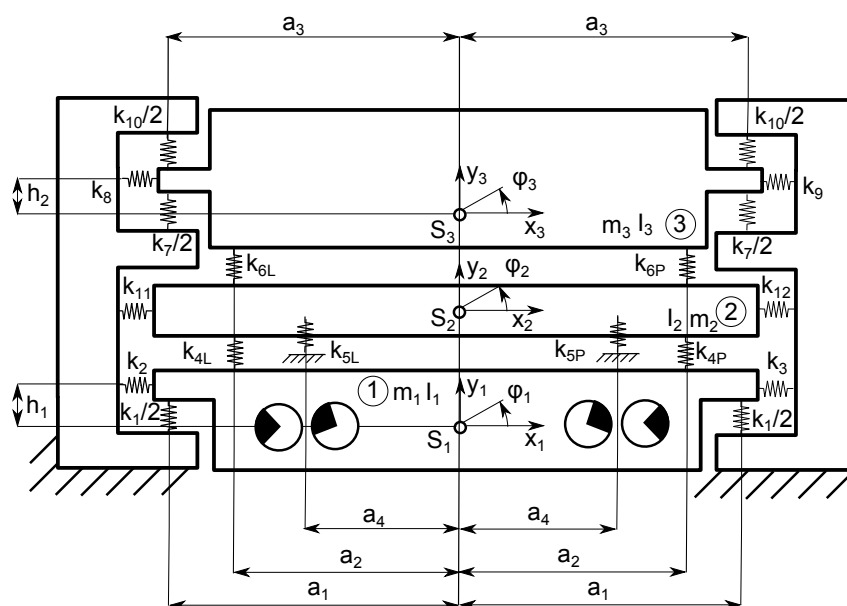 a₃ a₃
k₁₀/2 k₁₀/2
y₃
φ₃
h₂ k₈ k₉
S₃ x₃ m₃ I₃ 3
k₇/2 k₇/2
k₆L y₂ φ₂ k₆P
k₁₁ k₁₂
S₂ x₂ I₂ m₂ 2
k₂ k₄L k₅L k₅P k₄P k₃
1 m₁ I₁ y₁ φ₁
h₁ k₁/2 k₁/2
S₁ x₁
a₄ a₄
a₂ a₂
a₁ a₁